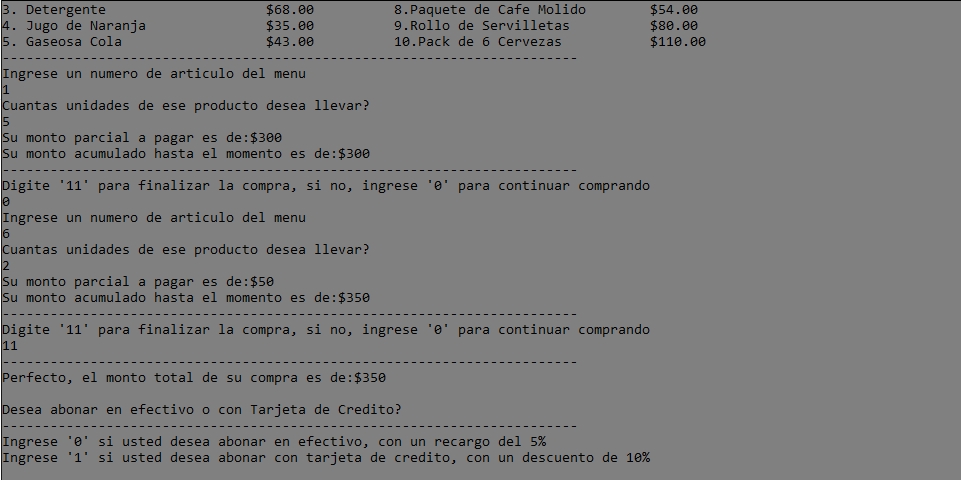 3. Detergente $68.00 8.Paquete de Cafe Molido $54.00
4. Jugo de Naranja $35.00 9.Rollo de Servilletas $80.00
5. Gaseosa Cola $43.00 10.Pack de 6 Cervezas $110.00
------------------------------------------------------------------------
Ingrese un numero de articulo del menu
1
Cuantas unidades de ese producto desea llevar?
5
Su monto parcial a pagar es de:$300
Su monto acumulado hasta el momento es de:$300
------------------------------------------------------------------------
Digite '11' para finalizar la compra, si no, ingrese '0' para continuar comprando
0
Ingrese un numero de articulo del menu
6
Cuantas unidades de ese producto desea llevar?
2
Su monto parcial a pagar es de:$50
Su monto acumulado hasta el momento es de:$350
------------------------------------------------------------------------
Digite '11' para finalizar la compra, si no, ingrese '0' para continuar comprando
11
------------------------------------------------------------------------
Perfecto, el monto total de su compra es de:$350
Desea abonar en efectivo o con Tarjeta de Credito?
------------------------------------------------------------------------
Ingrese '0' si usted desea abonar en efectivo, con un recargo del 5%
Ingrese '1' si usted desea abonar con tarjeta de credito, con un descuento de 10%